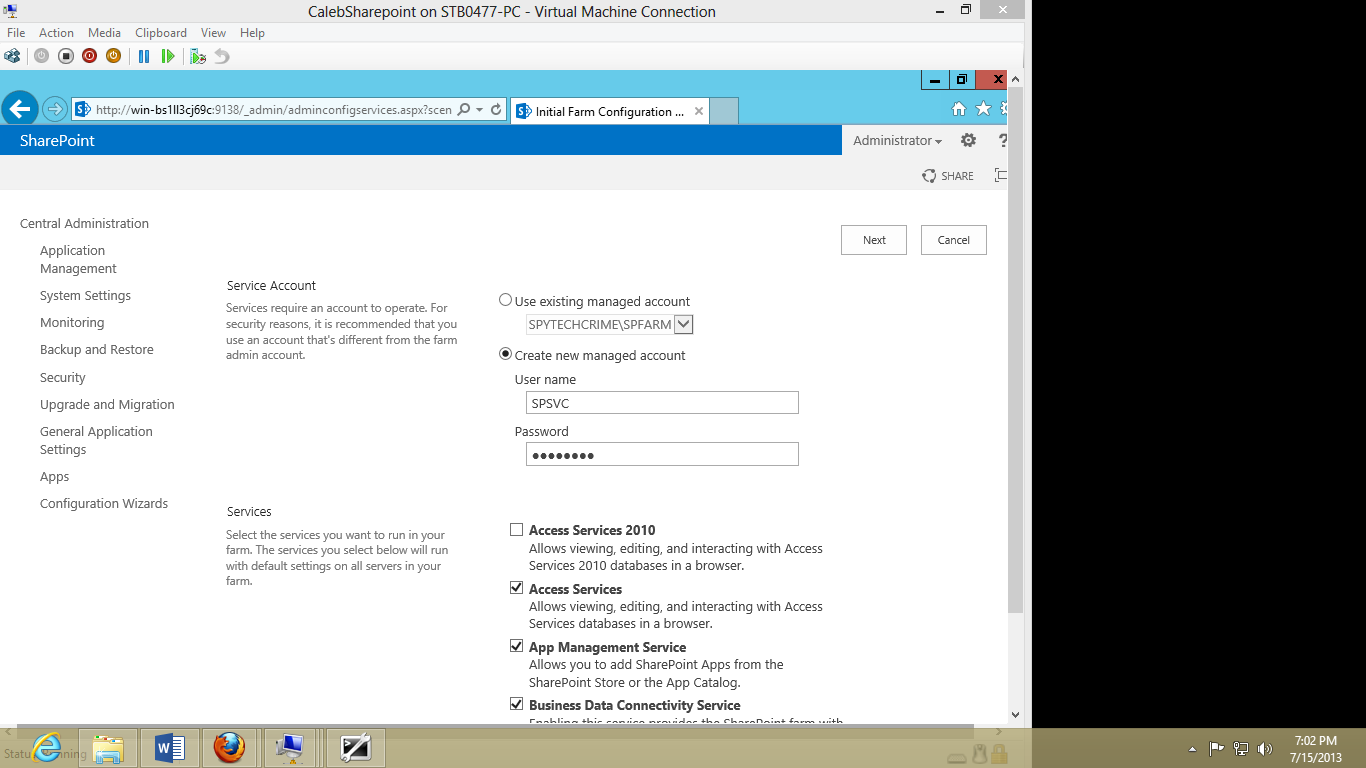 CalebSharepoint on STB0477-PC - Virtual Machine Connection
File Action Media Clipboard View Help
http://win-bs1ll3cj69c:9138/_admin/adminconfigservices.aspx?scen
Initial Farm Configuration ...
SharePoint
Administrator
?
SHARE
Central Administration
Application
Management
System Settings
Monitoring
Backup and Restore
Security
Upgrade and Migration
General Application
Settings
Apps
Configuration Wizards
Next
Cancel
Service Account
Services require an account to operate. For
security reasons, it is recommended that you
use an account that's different from the farm
admin account.
Use existing managed account
SPYTECHCRIME\SPFARM
Create new managed account
User name
SPSVC
Password
Services
Select the services you want to run in your
farm. The services you select below will run
with default settings on all servers in your
farm.
Access Services 2010
Allows viewing, editing, and interacting with Access
Services 2010 databases in a browser.
Access Services
Allows viewing, editing, and interacting with Access
Services databases in a browser.
App Management Service
Allows you to add SharePoint Apps from the
SharePoint Store or the App Catalog.
Business Data Connectivity Service
Enabling this service provides the SharePoint farm with
7:02 PM
7/15/2013